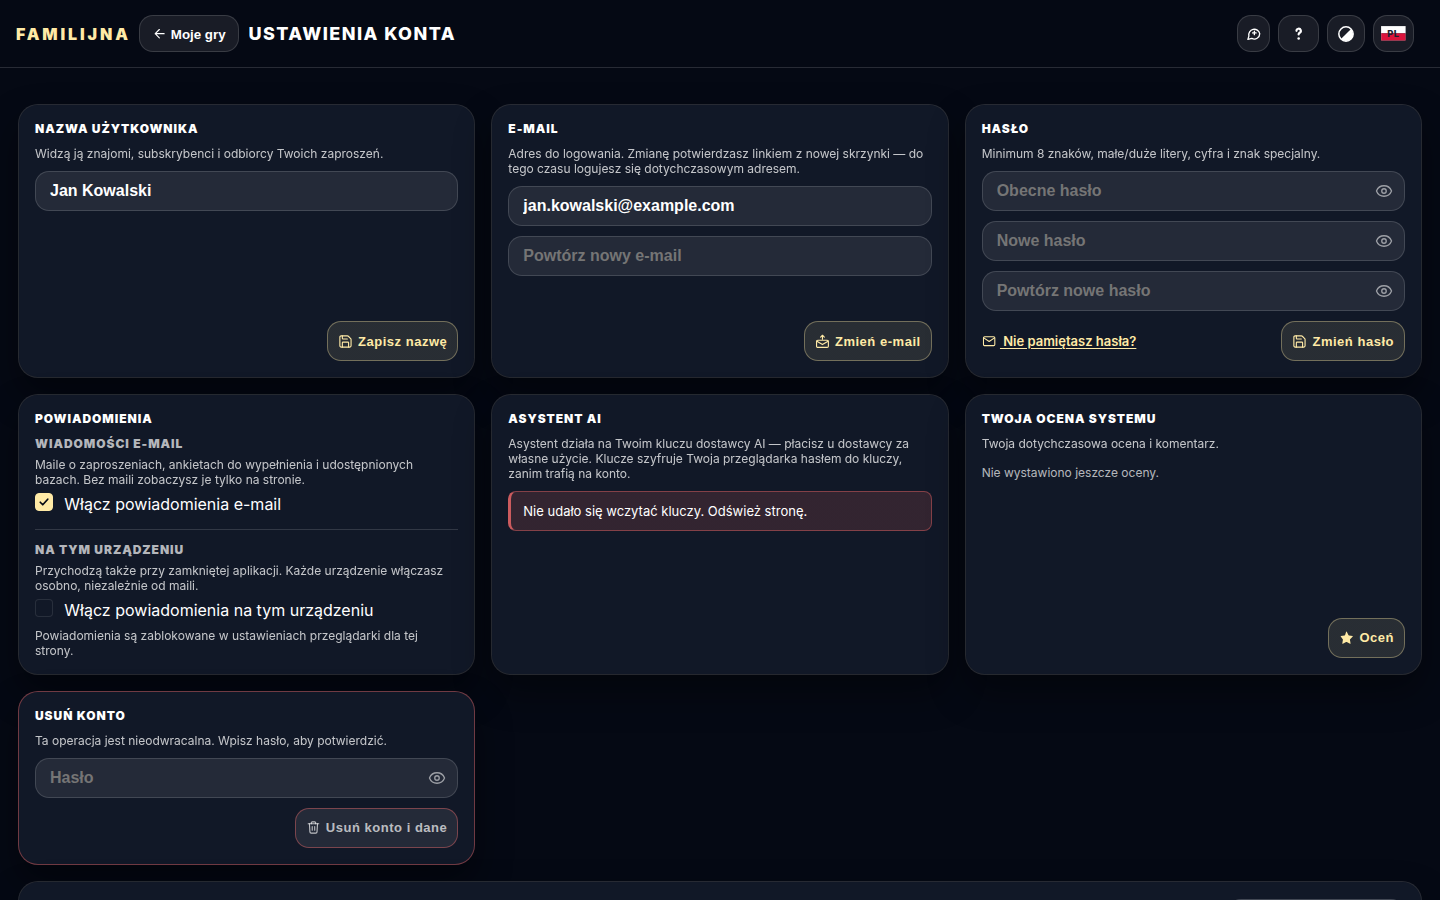 FAMILIJNA
Moje gry
USTAWIENIA KONTA
?
PL
NAZWA UŻYTKOWNIKA
Widzą ją znajomi, subskrybenci i odbiorcy Twoich zaproszeń.
Jan Kowalski
Zapisz nazwę
E-MAIL
Adres do logowania. Zmianę potwierdzasz linkiem z nowej skrzynki — do
tego czasu logujesz się dotychczasowym adresem.
jan.kowalski@example.com
Powtórz nowy e-mail
Zmień e-mail
HASŁO
Minimum 8 znaków, małe/duże litery, cyfra i znak specjalny.
Obecne hasło
Nowe hasło
Powtórz nowe hasło
Nie pamiętasz hasła?
Zmień hasło
POWIADOMIENIA
WIADOMOŚCI E-MAIL
Maile o zaproszeniach, ankietach do wypełnienia i udostępnionych
bazach. Bez maili zobaczysz je tylko na stronie.
Włącz powiadomienia e-mail
NA TYM URZĄDZENIU
Przychodzą także przy zamkniętej aplikacji. Każde urządzenie włączasz
osobno, niezależnie od maili.
Włącz powiadomienia na tym urządzeniu
Powiadomienia są zablokowane w ustawieniach przeglądarki dla tej
strony.
ASYSTENT AI
Asystent działa na Twoim kluczu dostawcy AI — płacisz u dostawcy za
własne użycie. Klucze szyfruje Twoja przeglądarka hasłem do kluczy,
zanim trafią na konto.
Nie udało się wczytać kluczy. Odśwież stronę.
TWOJA OCENA SYSTEMU
Twoja dotychczasowa ocena i komentarz.
Nie wystawiono jeszcze oceny.
Oceń
USUŃ KONTO
Ta operacja jest nieodwracalna. Wpisz hasło, aby potwierdzić.
Hasło
Usuń konto i dane